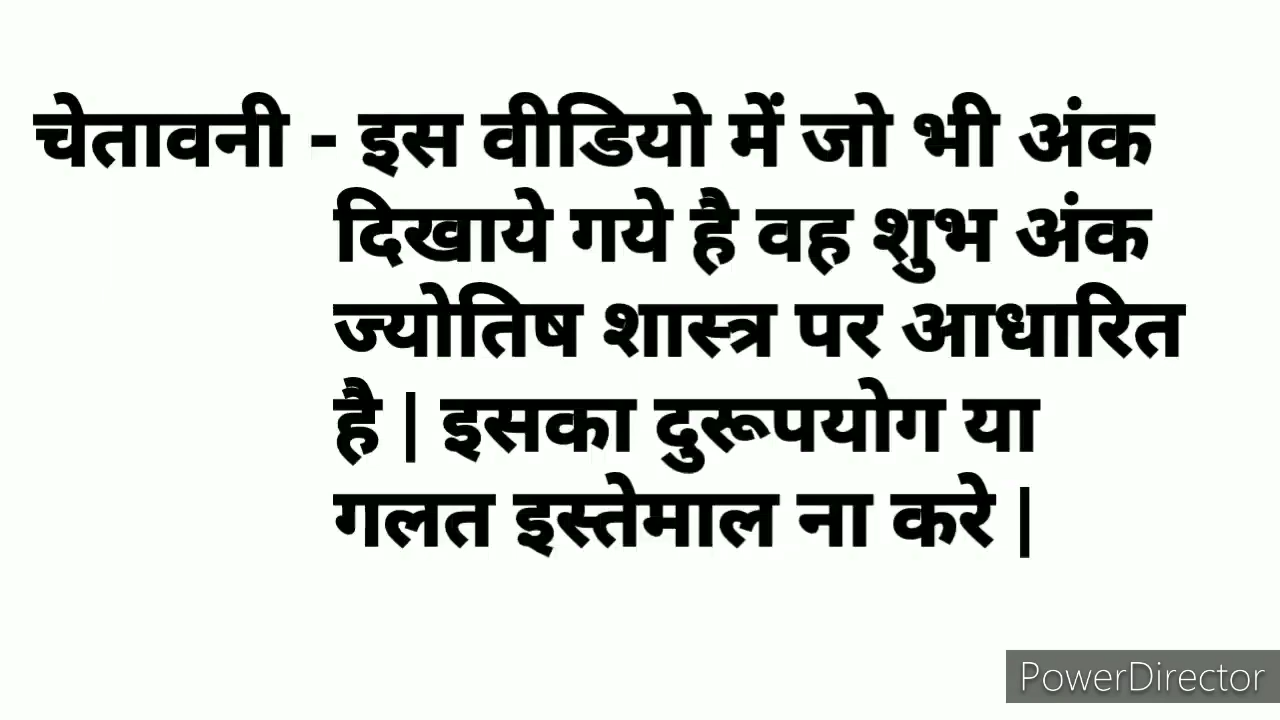 चेतावनी - इस वीडियो में जो भी अंक
दिखाये गये है वह शुभ अंक
ज्योतिष शास्त्र पर आधारित
है | इसका दुरूपयोग या
गलत इस्तेमाल ना करे |
PowerDirector